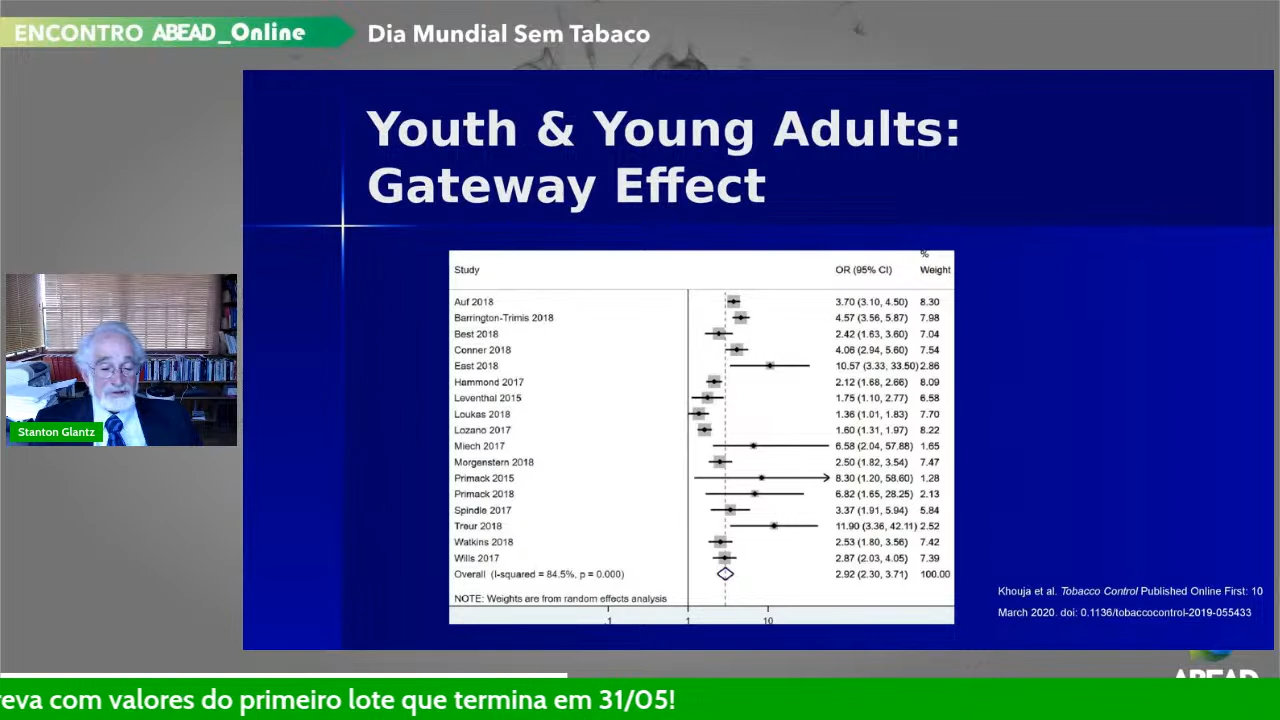 ENCONTRO ABEAD_Online
Dia Mundial Sem Tabaco
Youth & Young Adults:
Gateway Effect
%
Study OR (95% CI) Weight
Auf 2018 3.70 (3.10, 4.50) 8.30
Barrington-Trimis 2018 4.57 (3.56, 5.87) 7.98
Best 2018 2.42 (1.63, 3.60) 7.04
Conner 2018 4.06 (2.94, 5.60) 7.54
East 2018 10.57 (3.33, 33.50) 2.86
Hammond 2017 2.12 (1.68, 2.66) 8.09
Leventhal 2015 1.75 (1.10, 2.77) 6.58
Loukas 2018 1.36 (1.01, 1.83) 7.70
Lozano 2017 1.60 (1.31, 1.97) 8.22
Miech 2017 6.58 (2.04, 57.88) 1.65
Morgenstern 2018 2.50 (1.82, 3.54) 7.47
Primack 2015 8.30 (1.20, 58.60) 1.28
Primack 2018 6.82 (1.65, 28.25) 2.13
Spindle 2017 3.37 (1.91, 5.94) 5.84
Treur 2018 11.90 (3.36, 42.11) 2.52
Watkins 2018 2.53 (1.80, 3.56) 7.42
Wills 2017 2.87 (2.03, 4.05) 7.39
Overall (I-squared = 84.5%, p = 0.000) 2.92 (2.30, 3.71) 100.00
NOTE: Weights are from random effects analysis
.1 1 10
Stanton Glantz
Khouja et al. Tobacco Control Published Online First: 10
March 2020. doi: 0.1136/tobaccocontrol-2019-055433
ABEAD
reva com valores do primeiro lote que termina em 31/05!